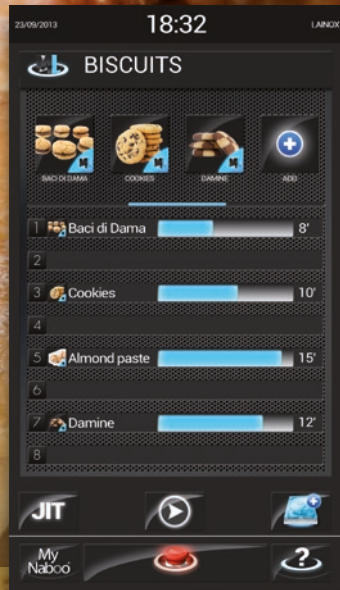 23/09/2013 18:32 LAINOX
BISCUITS
BACI DI DAMA COOKIES DAMINE ADD
1 Baci di Dama 8'
2
3 Cookies 10'
4
5 Almond paste 15'
6
7 Damine 12'
8
JIT
My
Naboo ?